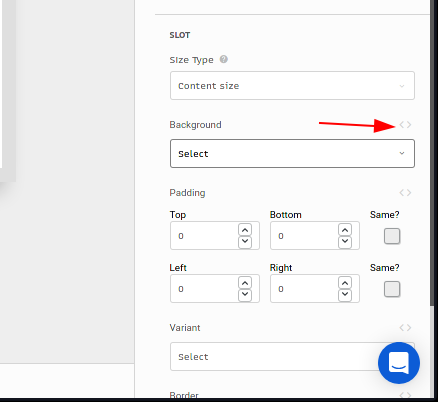 SLOT
Size Type ?
Content size
Background <>
Select
Padding <>
Top Bottom Same?
0 0
Left Right Same?
0 0
Variant <>
Select
Border <>